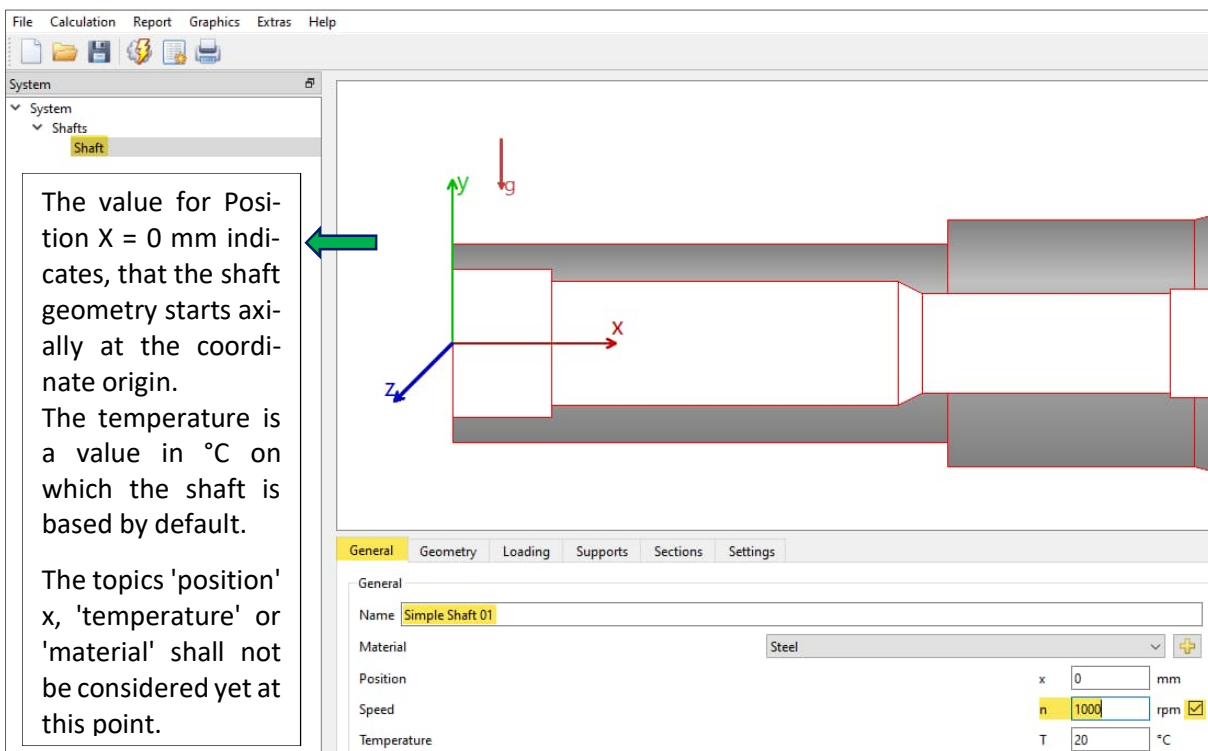 File Calculation Report Graphics Extras Help
System
System
Shafts
Shaft
The value for Posi-
tion X = 0 mm indi-
cates, that the shaft
geometry starts axi-
ally at the coordi-
nate origin.
The temperature is
a value in °C on
which the shaft is
based by default.
The topics 'position'
x, 'temperature' or
'material' shall not
be considered yet at
this point.
y
g
x
z
General Geometry Loading Supports Sections Settings
General
Name Simple Shaft 01
Material Steel
Position x 0 mm
Speed n 1000 rpm
Temperature T 20 °C